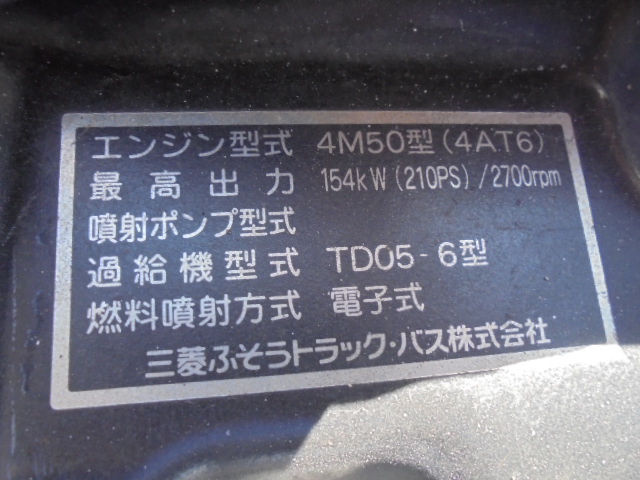 エンジン型式 4M50型(4AT6)
最高出力 154kW(210PS)/2700rpm
噴射ポンプ型式
過給機型式 TD05-6型
燃料噴射方式 電子式
三菱ふそうトラック・バス株式会社